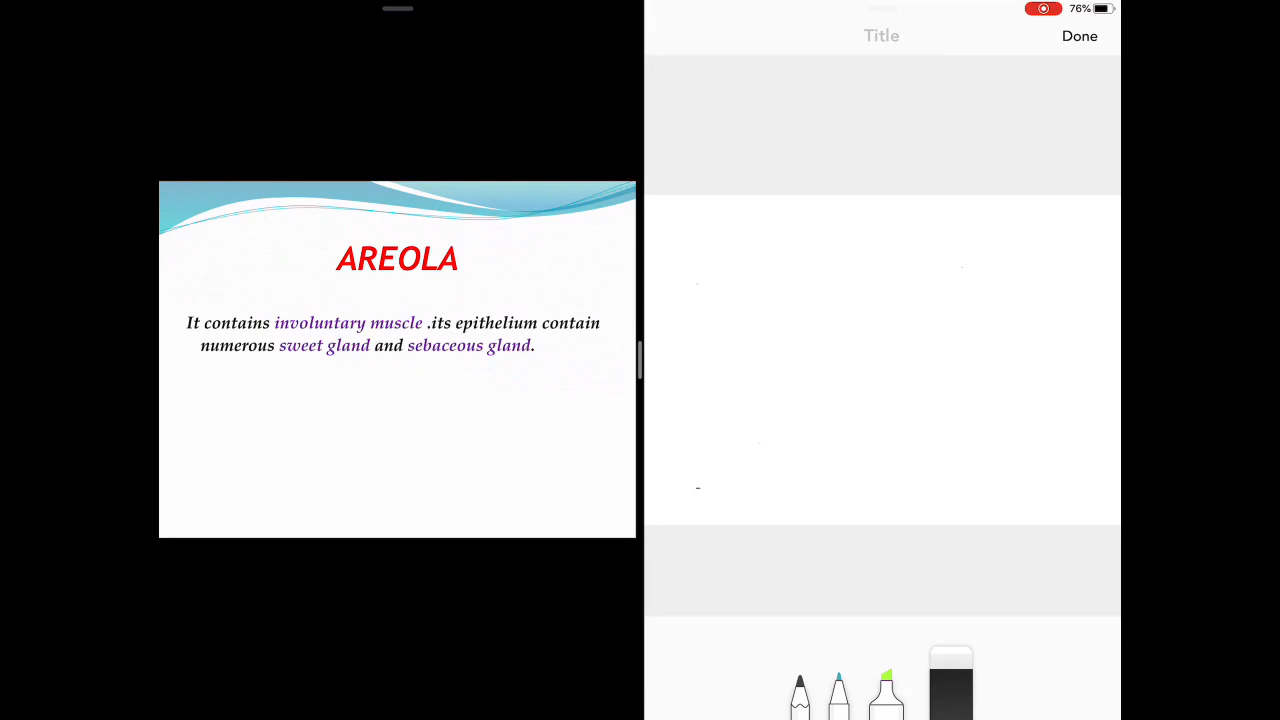 76%
Title
Done
AREOLA
It contains involuntary muscle .its epithelium contain
numerous sweet gland and sebaceous gland.